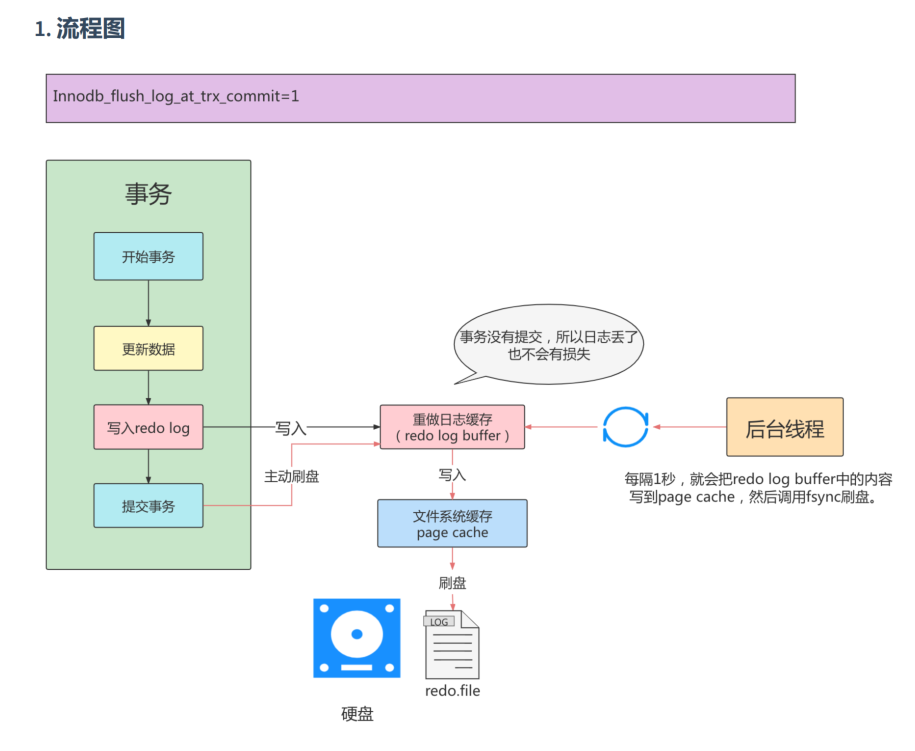 1. 流程图
Innodb_flush_log_at_trx_commit=1
事务
开始事务
更新数据
写入redo log
提交事务
写入
主动刷盘
事务没有提交，所以日志丢了
也不会有损失
重做日志缓存
（redo log buffer）
写入
文件系统缓存
page cache
刷盘
LOG
redo.file
硬盘
后台线程
每隔1秒，就会把redo log buffer中的内容
写到page cache，然后调用fsync刷盘。